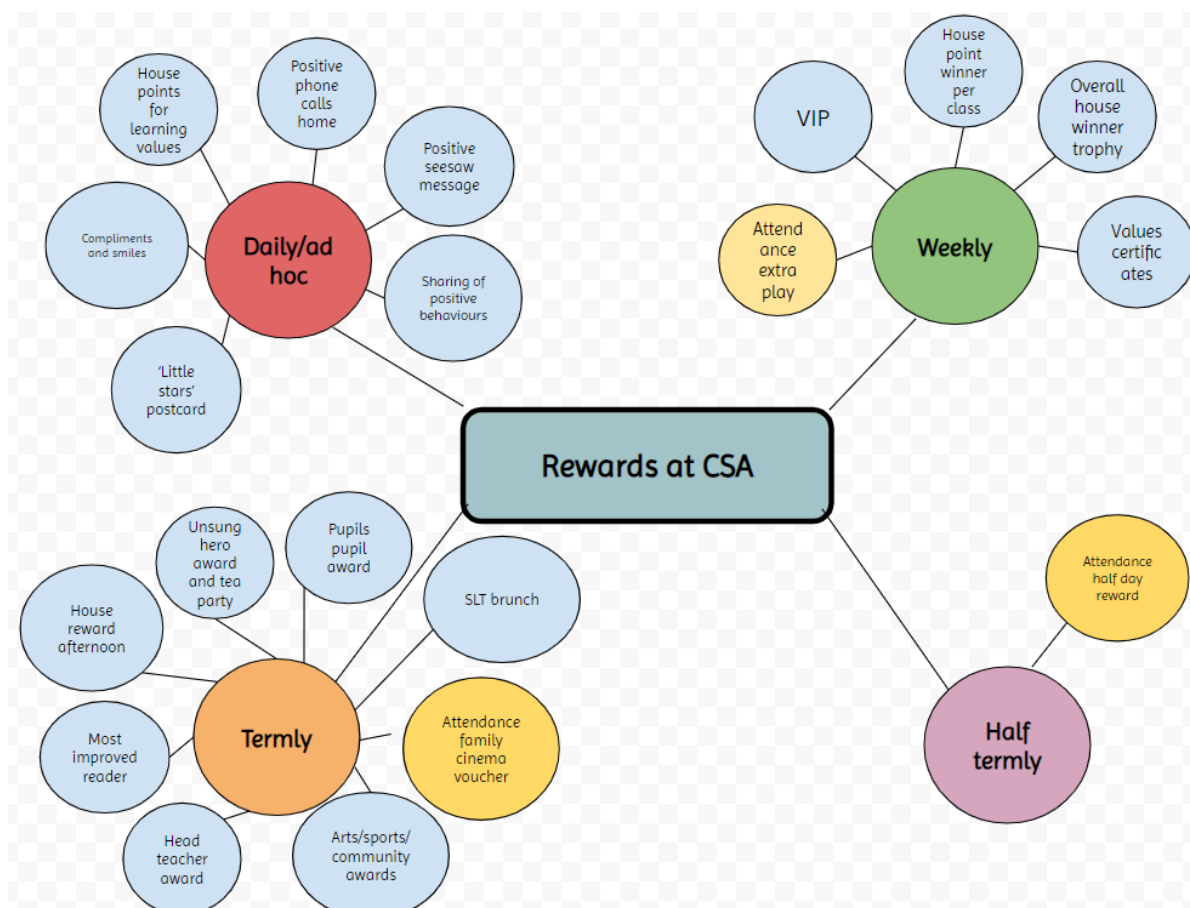 House
points
for
learning
values
Positive
phone
calls
home
Positive
seesaw
message
Compliments
and smiles
Daily/ad
hoc
Sharing of
positive
behaviours
'Little
stars'
postcard
VIP
House
point
winner
per
class
Overall
house
winner
trophy
Attend
ance
extra
play
Weekly
Values
certific
ates
Rewards at CSA
Unsung
hero
award
and tea
party
Pupils
pupil
award
SLT brunch
House
reward
afternoon
Most
improved
reader
Termly
Attendance
family
cinema
voucher
Head
teacher
award
Arts/sports/
community
awards
Attendance
half day
reward
Half
termly